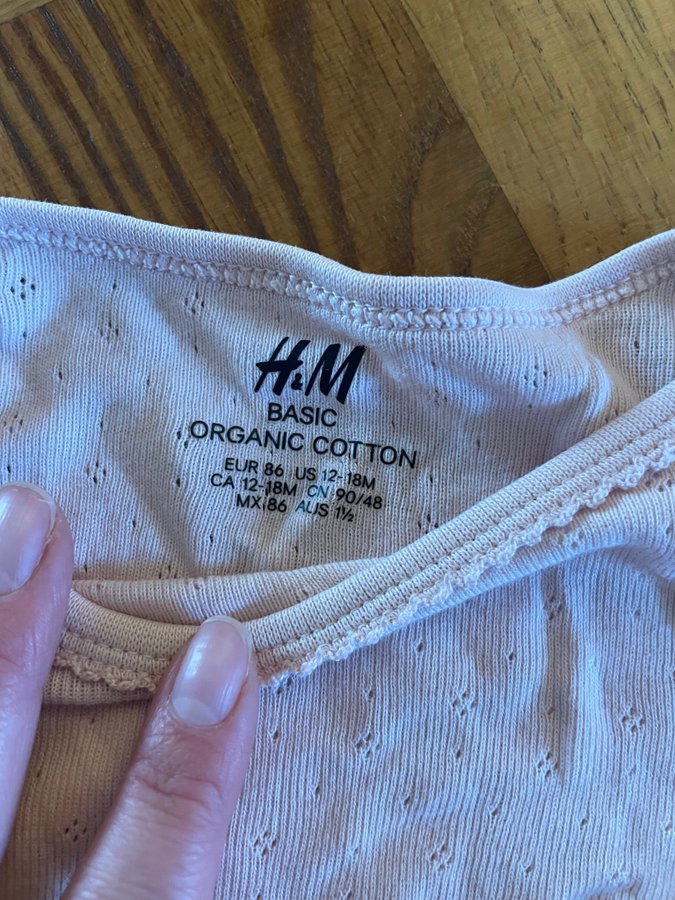 H&M
BASIC
ORGANIC COTTON
EUR 86 US 12-18M
CA 12-18M CN 90/48
MX 86 AUS 1½